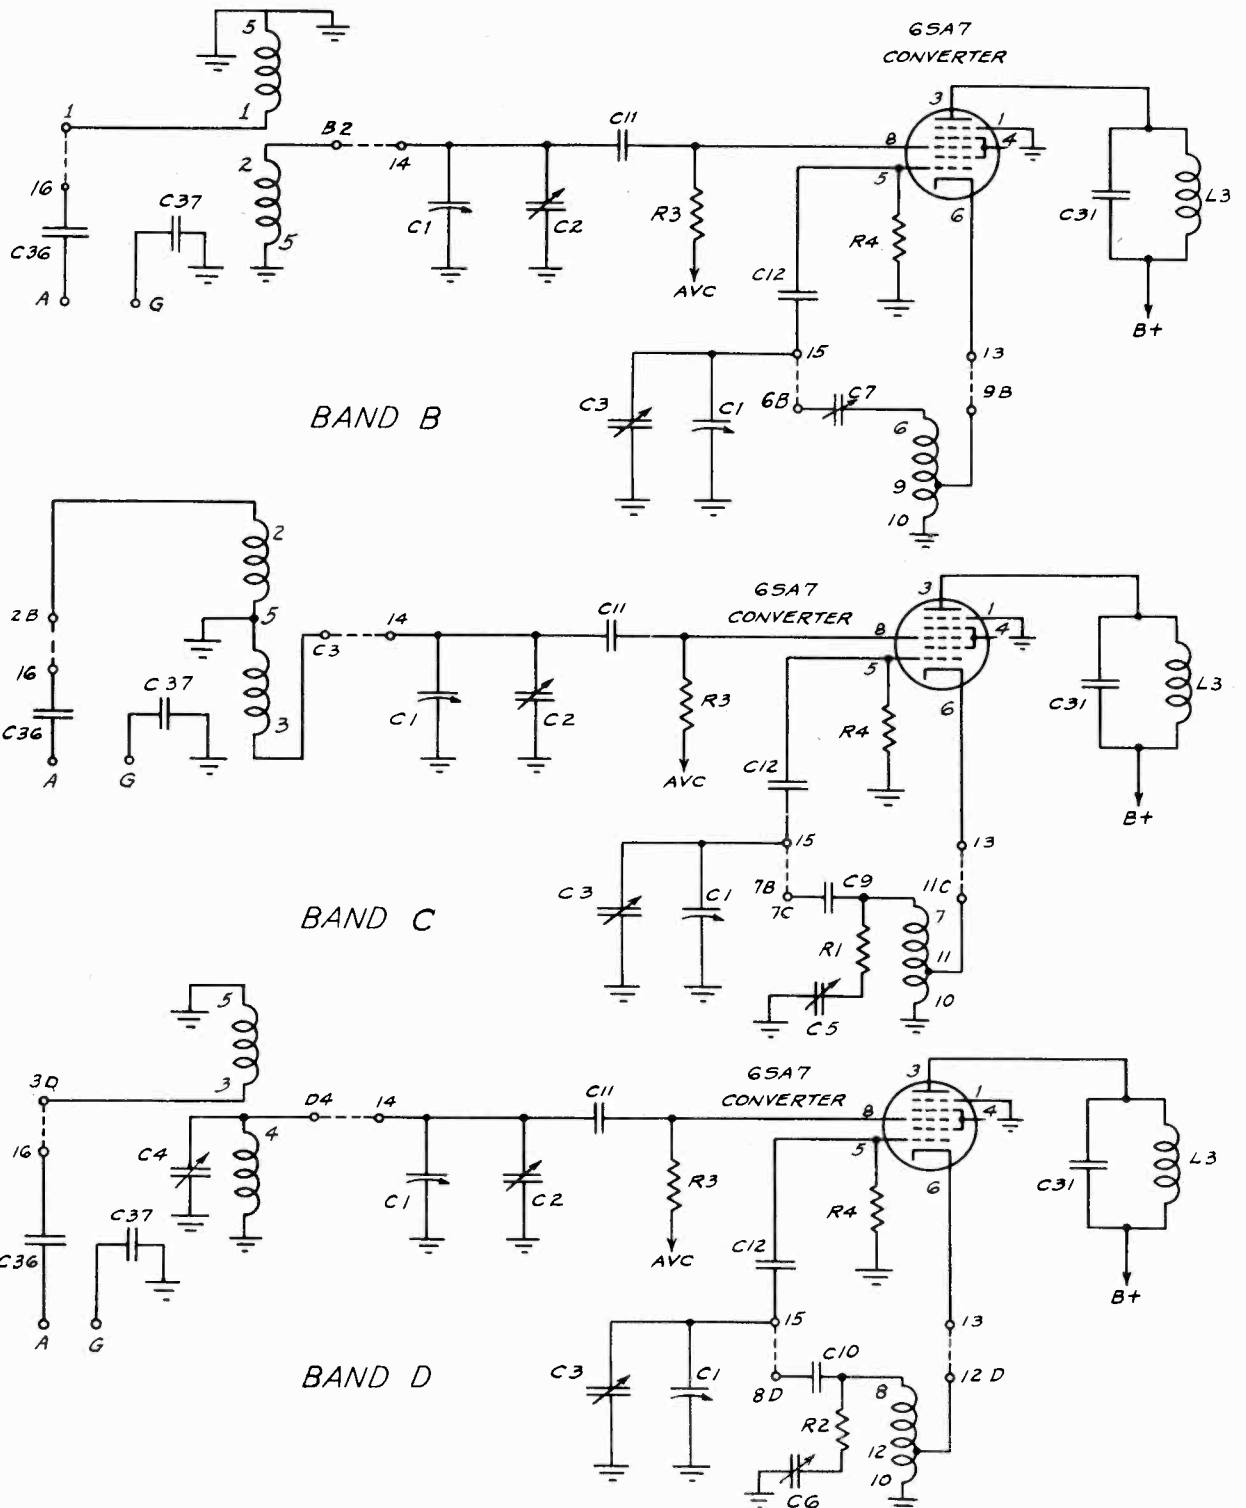 6SA7
CONVERTER
5
3
1
1
1
B2
C11
8
4
2
14
5
16
C37
6
C1
C2
R3
R4
C31
L3
C36
5
A
G
AVC
C12
B+
15
13
C3
C1
6B
C7
9B
BAND B
6
9
10
2
3
6SA7
CONVERTER
1
2B
5
14
C11
8
4
C3
5
16
C37
6
C1
C2
R3
R4
C31
L3
C36
3
A
G
AVC
C12
B+
15
13
7B
7C
C9
11C
C3
C1
7
BAND C
R1
11
C5
10
5
3
6SA7
CONVERTER
3D
3
1
D4
14
C11
8
4
4
5
16
C4
6
C1
C2
R3
R4
C31
L3
C37
C36
AVC
C12
B+
A
G
15
13
C10
C3
C1
8D
8
12D
BAND D
R2
12
C6
10